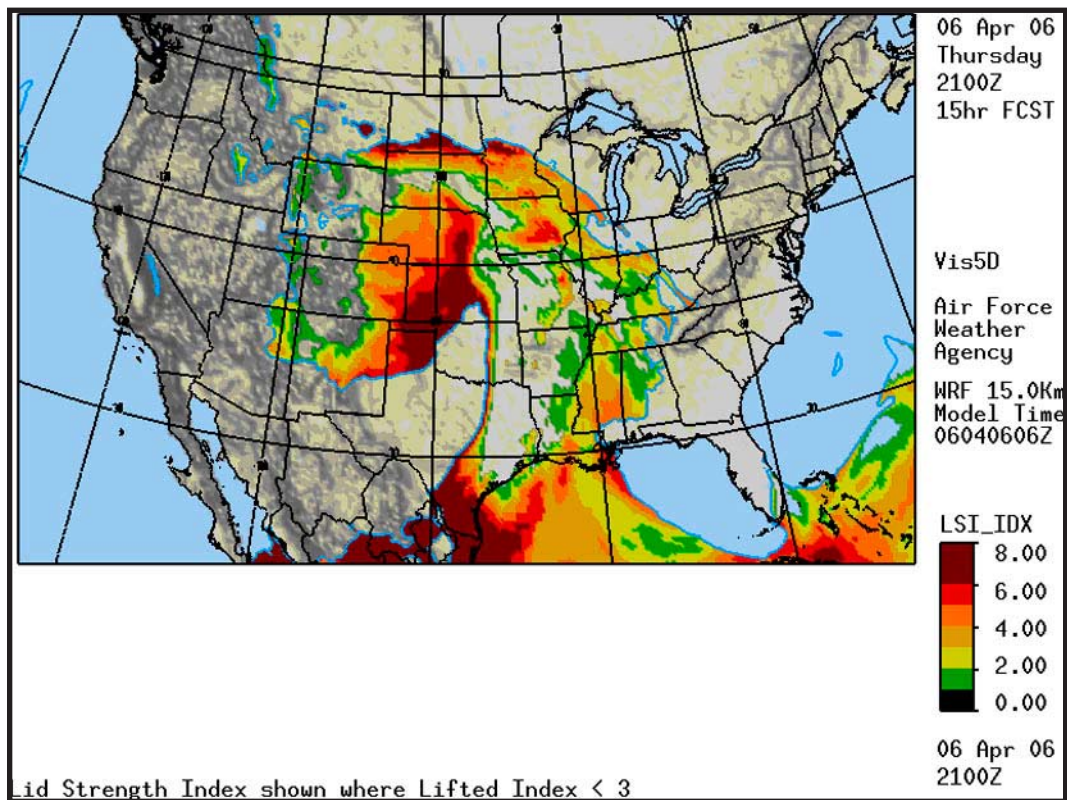 06 Apr 06
Thursday
2100Z
15hr FCST
Vis5D
Air Force
Weather
Agency
WRF 15.0Km
Model Time
06040606Z
LSI_IDX
8.00
6.00
4.00
2.00
0.00
06 Apr 06
2100Z
Lid Strength Index shown where Lifted Index < 3